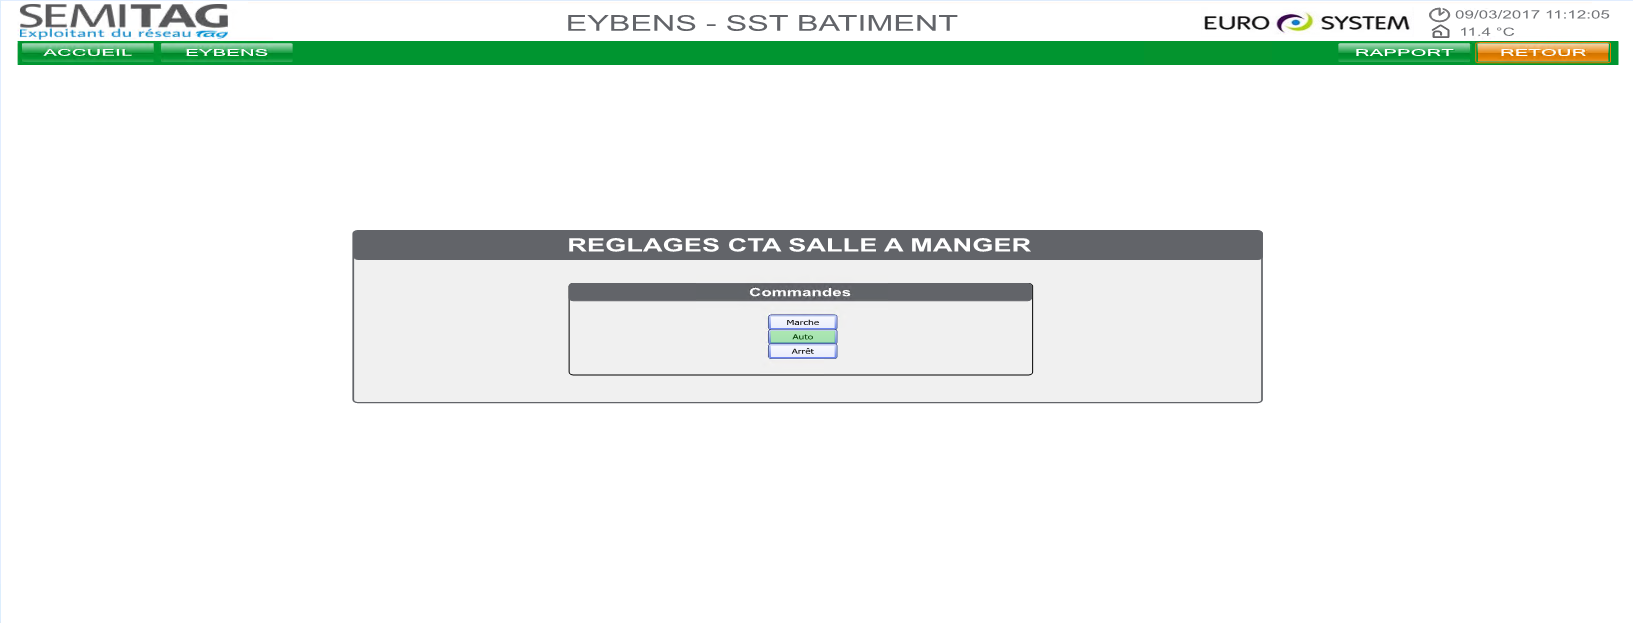 SEMITAG
Exploitant du réseau tag
EYBENS - SST BATIMENT
EURO SYSTEM
09/03/2017 11:12:05
11.4 °C
ACCUEIL
EYBENS
RAPPORT
RETOUR
REGLAGES CTA SALLE A MANGER
Commandes
Marche
Auto
Arrêt